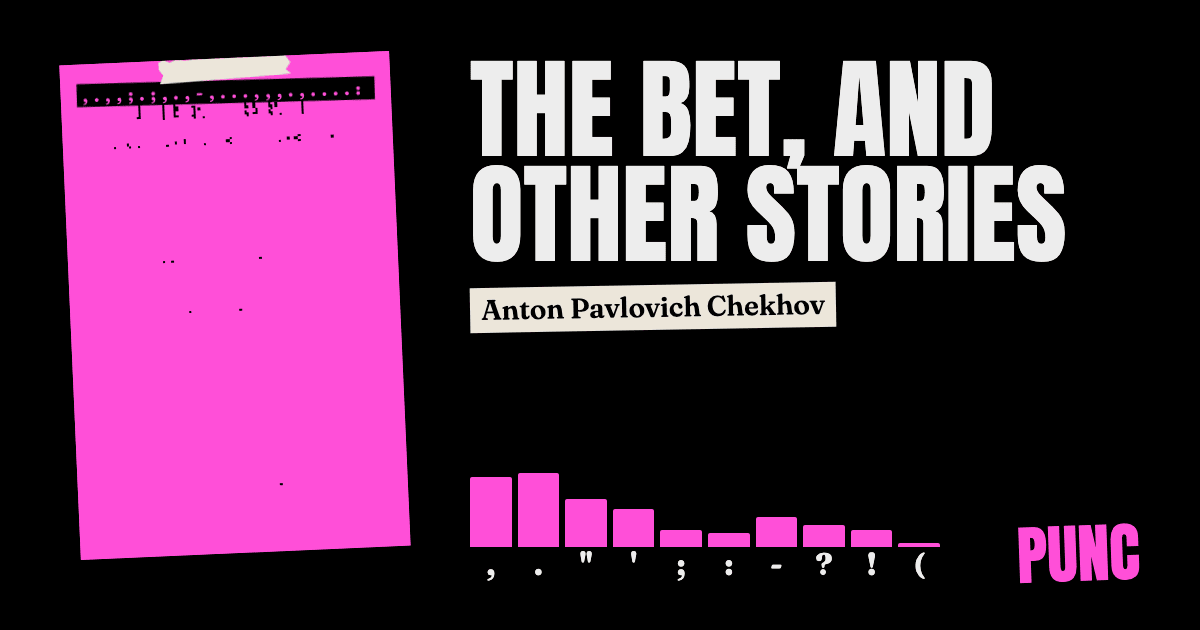 ,.,,;.;,.,-,...,,,.,.....:
THE BET, AND
OTHER STORIES
Anton Pavlovich Chekhov
, . " ' ; : - ? ! (
PUNC